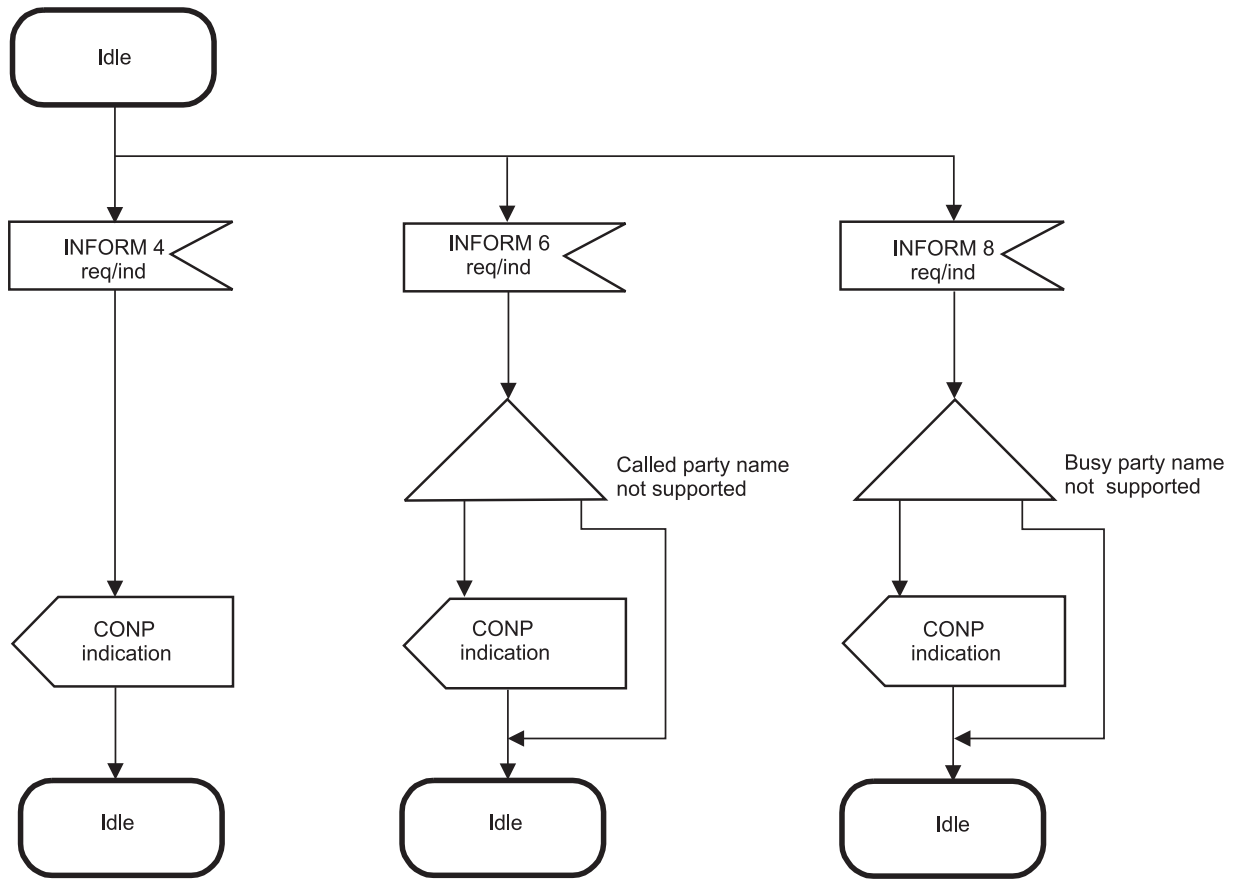 Idle
INFORM 4
req/ind
INFORM 6
req/ind
INFORM 8
req/ind
Called party name
not supported
Busy party name
not supported
CONP
indication
CONP
indication
CONP
indication
Idle
Idle
Idle